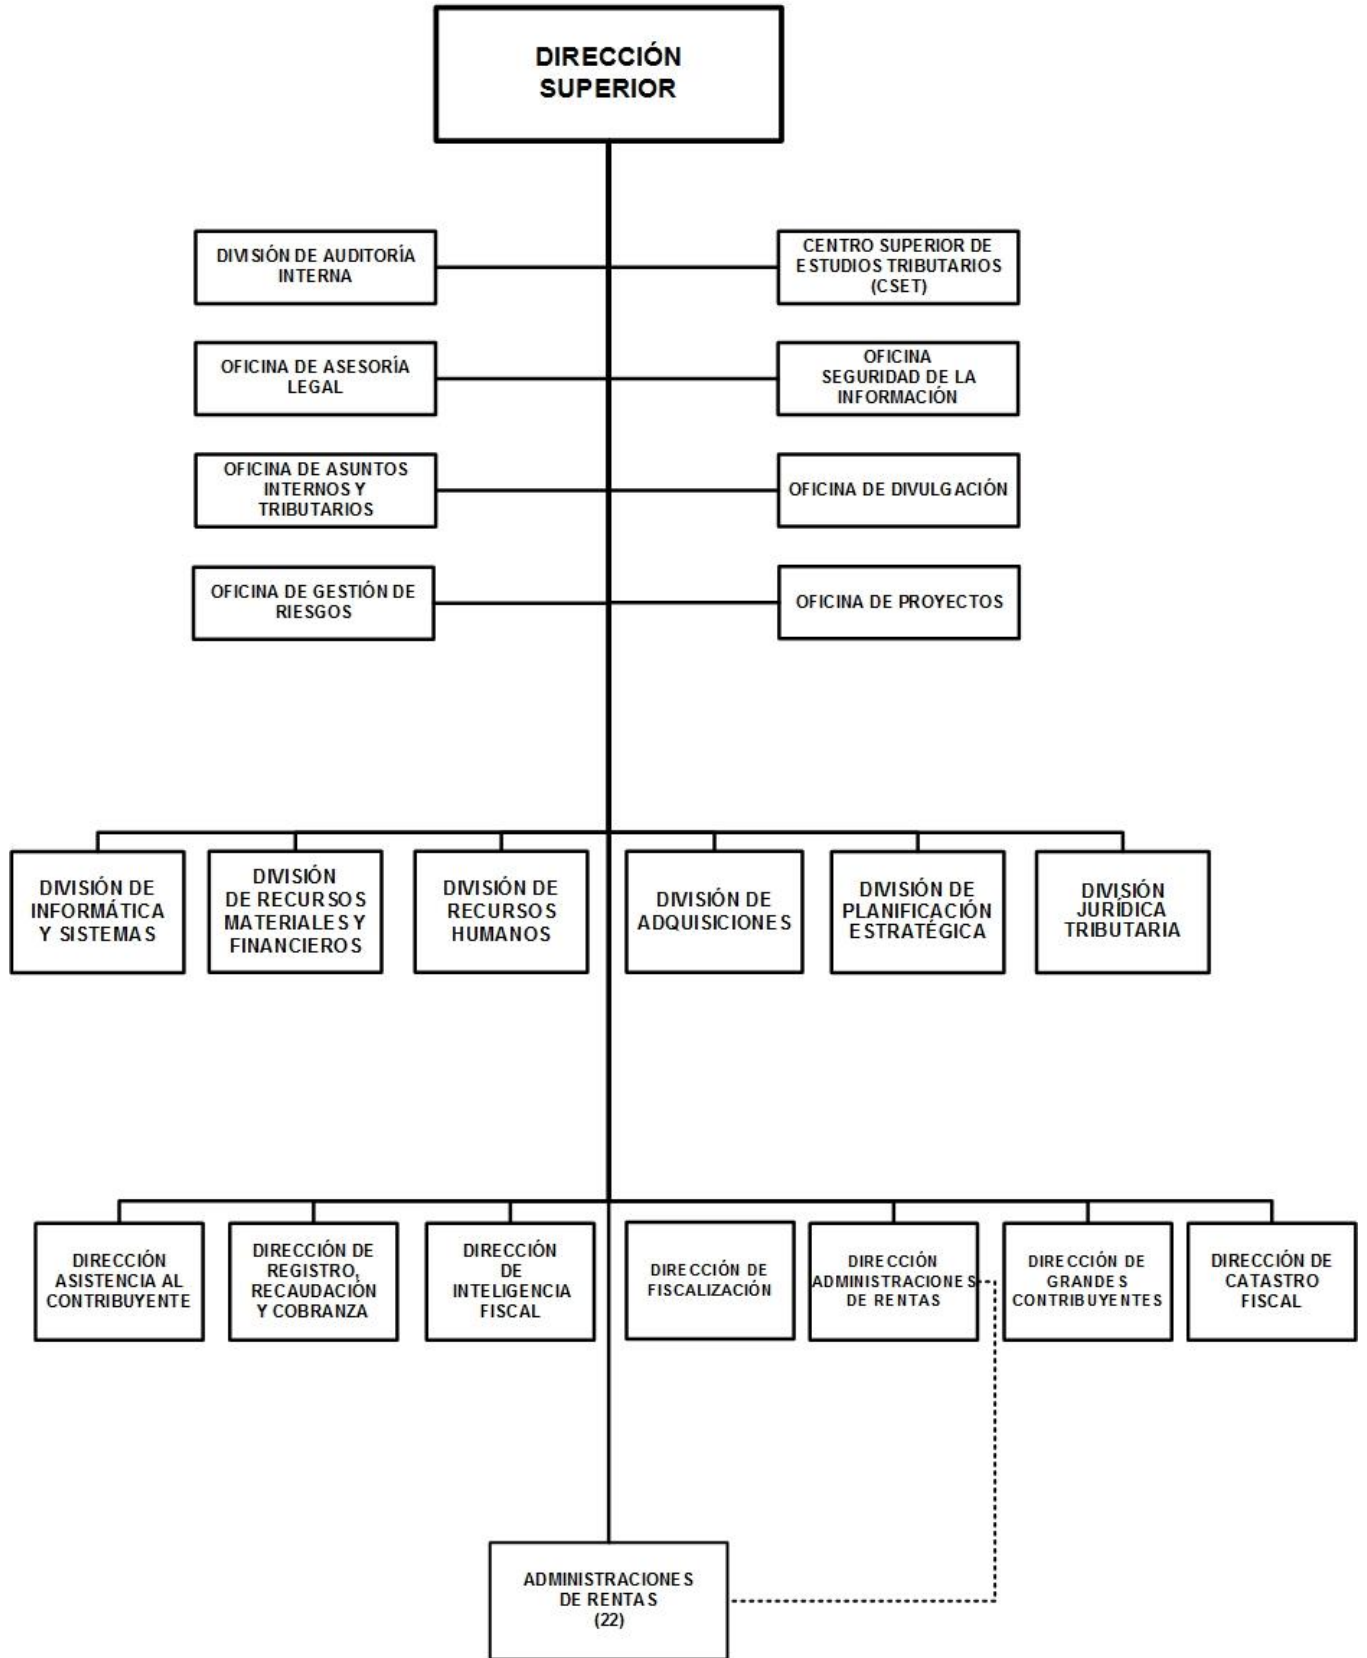 DIRECCIÓN
SUPERIOR
DIVISIÓN DE AUDITORÍA
INTERNA
CENTRO SUPERIOR DE
ESTUDIOS TRIBUTARIOS
(CSET)
OFICINA DE ASESORÍA
LEGAL
OFICINA
SEGURIDAD DE LA
INFORMACIÓN
OFICINA DE ASUNTOS
INTERNOS Y
TRIBUTARIOS
OFICINA DE DIVULGACIÓN
OFICINA DE GESTIÓN DE
RIESGOS
OFICINA DE PROYECTOS
DIVISIÓN DE
INFORMÁTICA
Y SISTEMAS
DIVISIÓN
DE RECURSOS
MATERIALES Y
FINANCIEROS
DIVISIÓN DE
RECURSOS
HUMANOS
DIVISIÓN DE
ADQUISICIONES
DIVISIÓN DE
PLANIFICACIÓN
ESTRATÉGICA
DIVISIÓN
JURÍDICA
TRIBUTARIA
DIRECCIÓN
ASISTENCIA AL
CONTRIBUYENTE
DIRECCIÓN DE
REGISTRO,
RECAUDACIÓN
Y COBRANZA
DIRECCIÓN
DE
INTELIGENCIA
FISCAL
DIRECCIÓN DE
FISCALIZACIÓN
DIRECCIÓN
ADMINISTRACIONES
DE RENTAS
DIRECCIÓN DE
GRANDES
CONTRIBUYENTES
DIRECCIÓN DE
CATASTRO
FISCAL
ADMINISTRACIONES
DE RENTAS
(22)